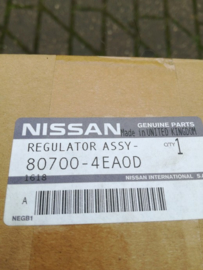 GENUINE PARTS
NISSAN Made in UNITED KINGDOM
REGULATOR ASSY- QTY 1
80700-4EA0D
1618
A NISSAN INTERNATIONAL
NEGB1